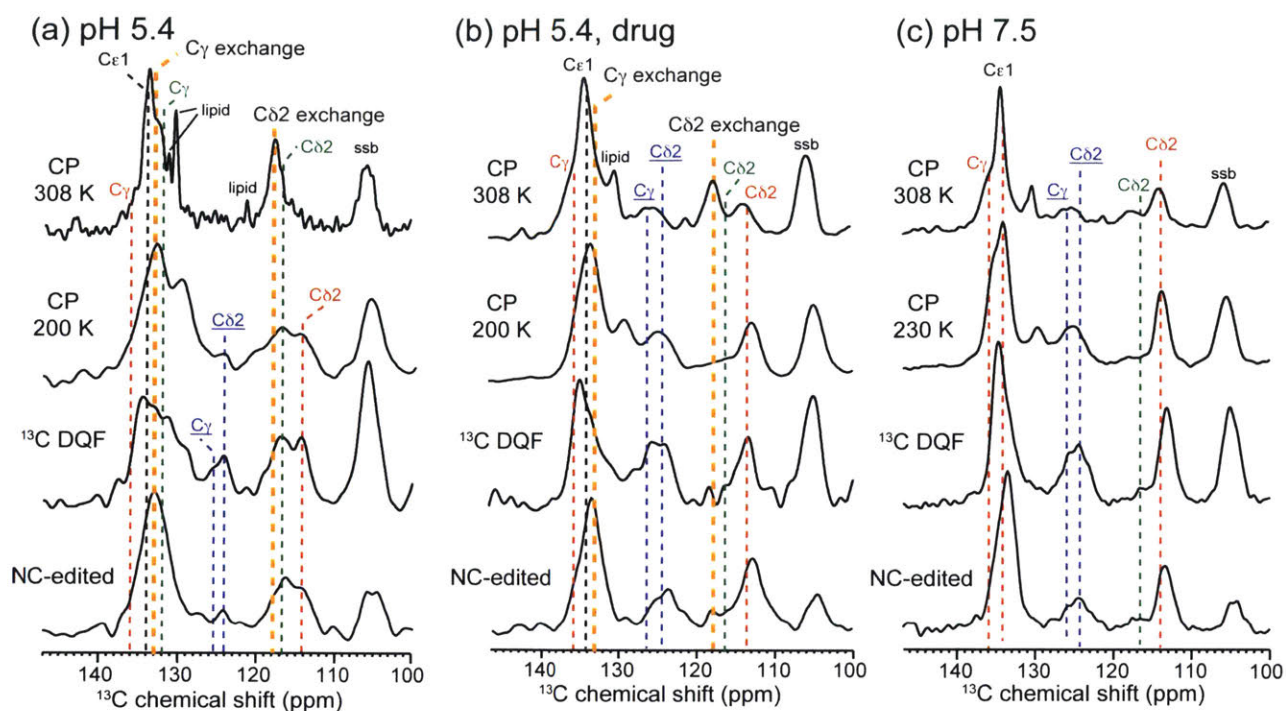 (a) pH 5.4
Cε1
Cγ exchange
Cγ
lipid
Cδ2 exchange
Cδ2
ssb
CP
308 K
Cγ
lipid
CP
200 K
Cδ2
Cδ2
Cγ
¹³C DQF
NC-edited
140 130 120 110 100
¹³C chemical shift (ppm)
(b) pH 5.4, drug
Cε1
Cγ exchange
Cδ2 exchange
Cγ
lipid
Cδ2
Cγ
Cδ2
Cδ2
ssb
CP
308 K
CP
200 K
¹³C DQF
NC-edited
140 130 120 110 100
¹³C chemical shift (ppm)
(c) pH 7.5
Cε1
Cγ
Cδ2
Cγ
Cδ2
Cδ2
ssb
CP
308 K
CP
230 K
¹³C DQF
NC-edited
140 130 120 110 100
¹³C chemical shift (ppm)